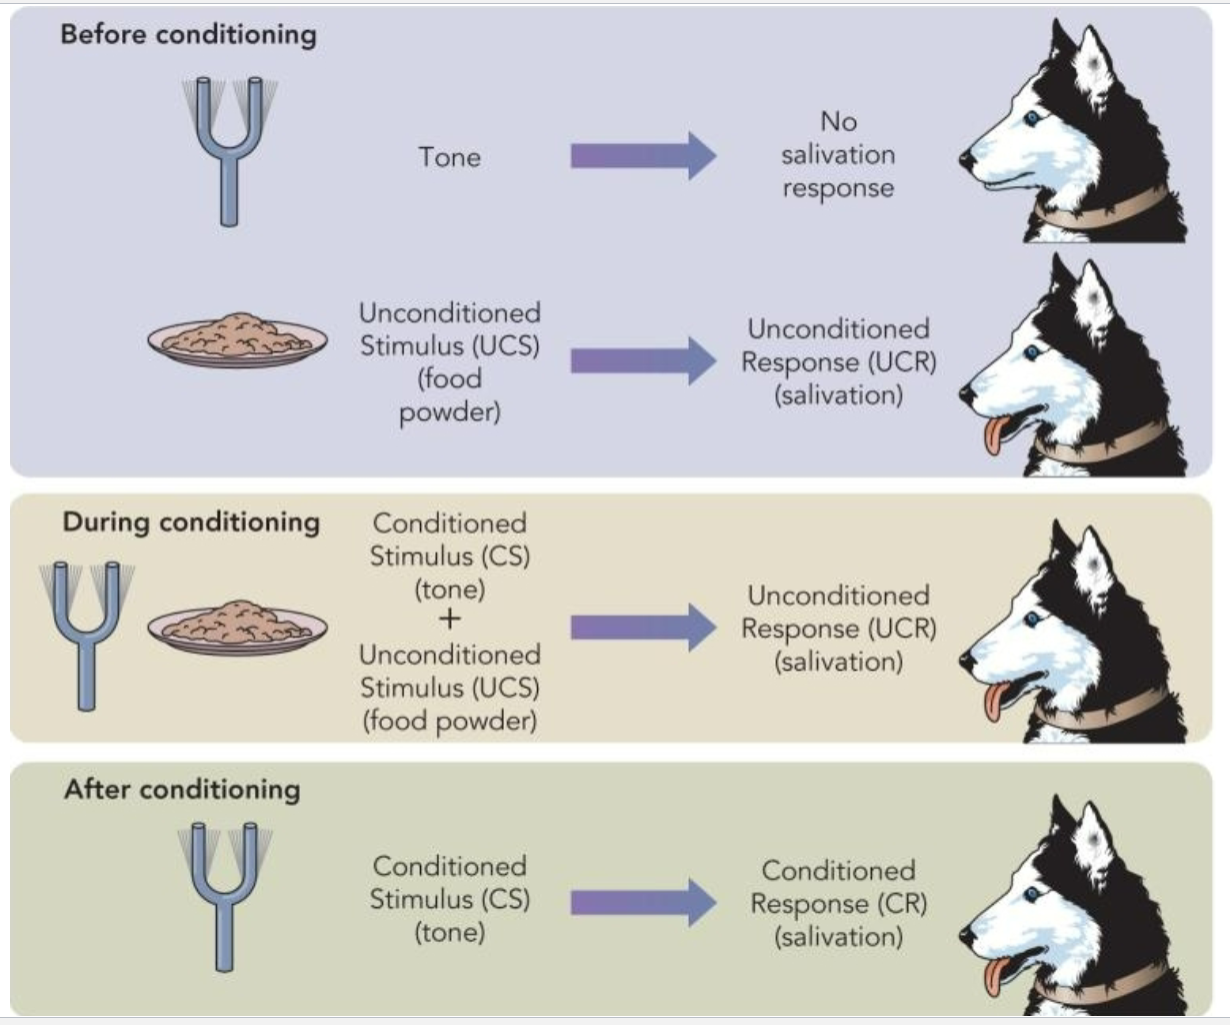 Before conditioning
Tone
No
salivation
response
Unconditioned
Stimulus (UCS)
(food
powder)
Unconditioned
Response (UCR)
(salivation)
During conditioning
Conditioned
Stimulus (CS)
(tone)
+
Unconditioned
Stimulus (UCS)
(food powder)
Unconditioned
Response (UCR)
(salivation)
After conditioning
Conditioned
Stimulus (CS)
(tone)
Conditioned
Response (CR)
(salivation)